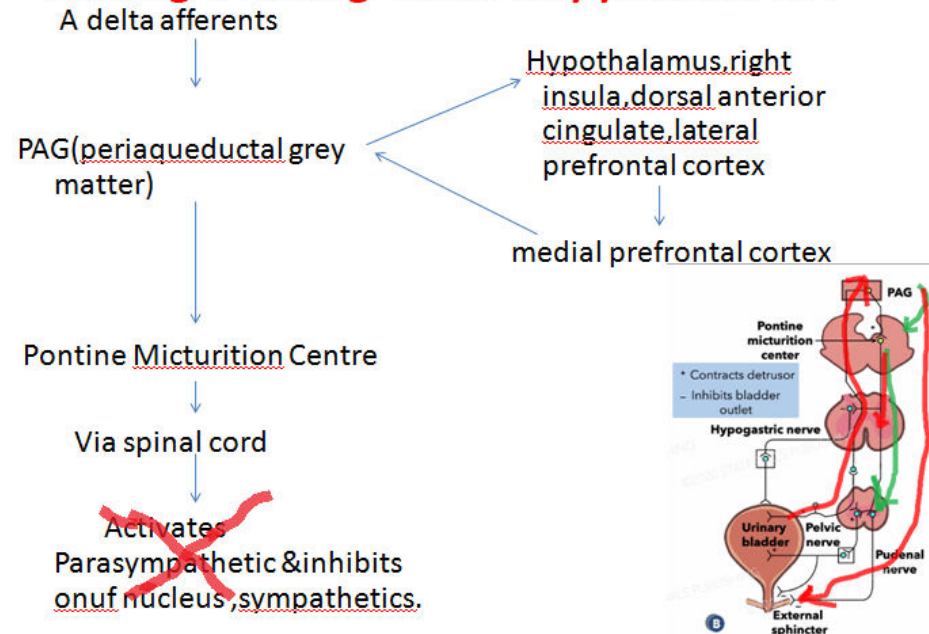 A delta afferents
PAG(periaqueductal grey
matter)
Hypothalamus,right
insula,dorsal anterior
cingulate,lateral
prefrontal cortex
medial prefrontal cortex
Pontine Micturition Centre
Via spinal cord
Activates
Parasympathetic &inhibits
onuf nucleus ,sympathetics.
PAG
Pontine
micturition
center
* Contracts detrusor
– Inhibits bladder
outlet
Hypogastric nerve
Urinary
bladder
Pelvic
nerve
Pudenal
nerve
External
sphincter
B